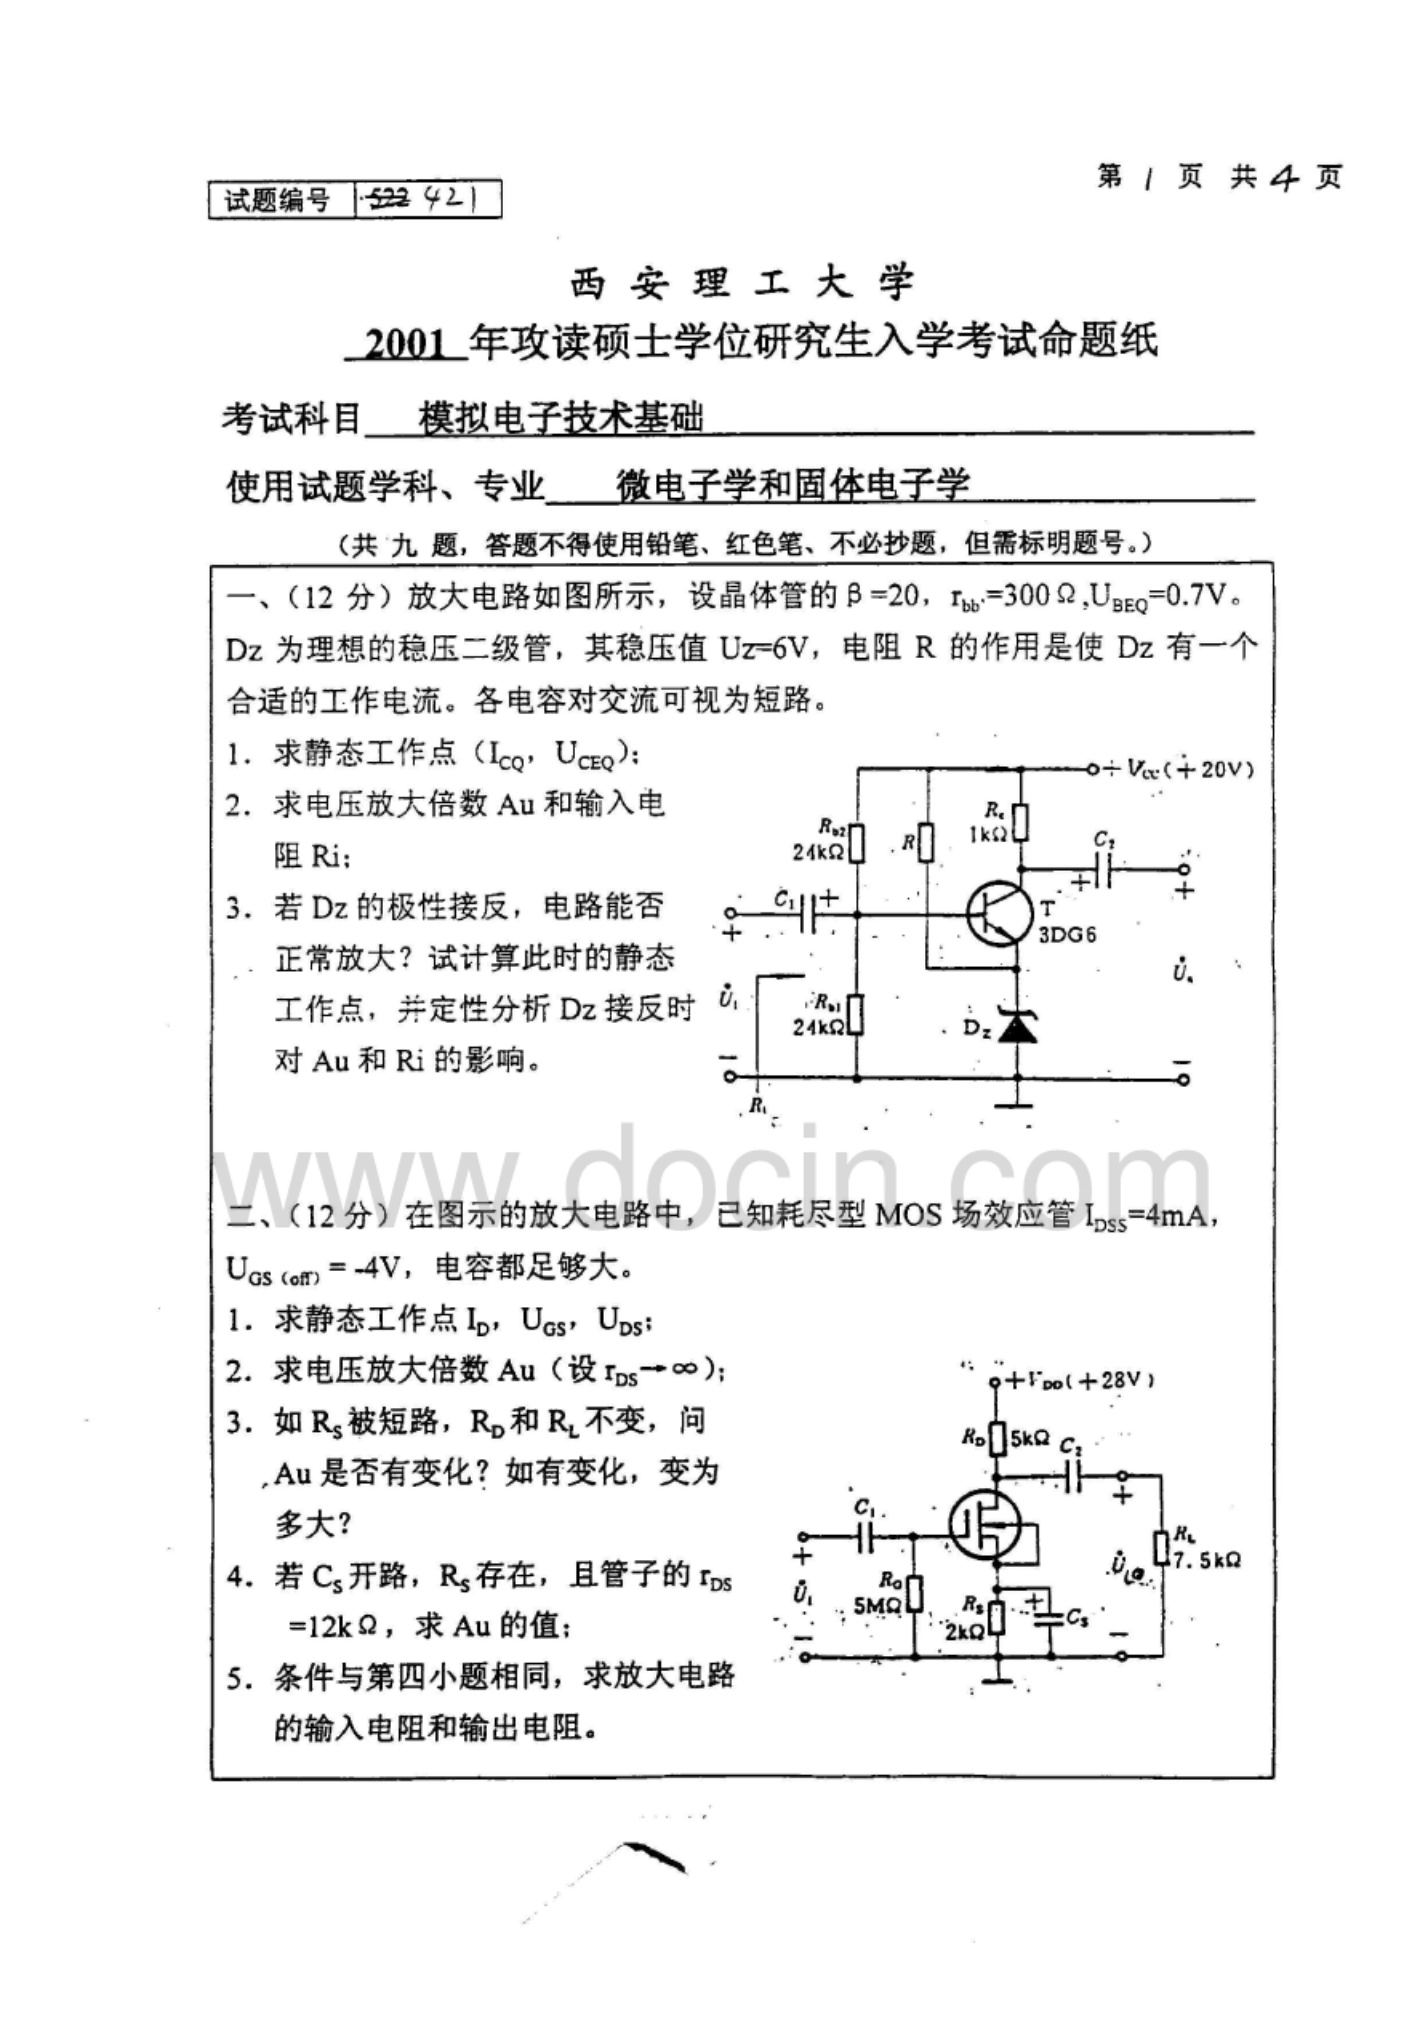 第 1 页 共 4 页
试题编号 522 421
西安理工大学
2001 年攻读硕士学位研究生入学考试命题纸
考试科目 模拟电子技术基础
使用试题学科、专业 微电子学和固体电子学
（共 九 题，答题不得使用铅笔、红色笔、不必抄题，但需标明题号。）
一、（12 分）放大电路如图所示，设晶体管的β=20，rbb'=300Ω,UBEQ=0.7V。
Dz 为理想的稳压二级管，其稳压值 Uz=6V，电阻 R 的作用是使 Dz 有一个
合适的工作电流。各电容对交流可视为短路。
1．求静态工作点（ICQ，UCEQ）；
2．求电压放大倍数 Au 和输入电
阻 Ri；
3．若 Dz 的极性接反，电路能否
正常放大？试计算此时的静态
工作点，并定性分析 Dz 接反时
对 Au 和 Ri 的影响。
+VCC(+20V)
Rc
1kΩ
Rb2
24kΩ
R
C2
+
C1 +
T
3DG6
+
+
U̇i
Rb1
24kΩ
Dz
−
−
Ri
www.docin.com
二、（12 分）在图示的放大电路中，已知耗尽型 MOS 场效应管 IDSS=4mA，
UGS（off）= -4V，电容都足够大。
1．求静态工作点 ID，UGS，UDS；
2．求电压放大倍数 Au（设 rDS→∞）；
3．如 RS 被短路，RD 和 RL 不变，问
Au 是否有变化？如有变化，变为
多大？
4．若 CS 开路，RS 存在，且管子的 rDS
=12kΩ，求 Au 的值；
5．条件与第四小题相同，求放大电路
的输入电阻和输出电阻。
+VDD(+28V)
RD 5kΩ
C2
+
C1
RL
7.5kΩ
+
U̇i
RG
5MΩ
RS
2kΩ
+
CS
−
−